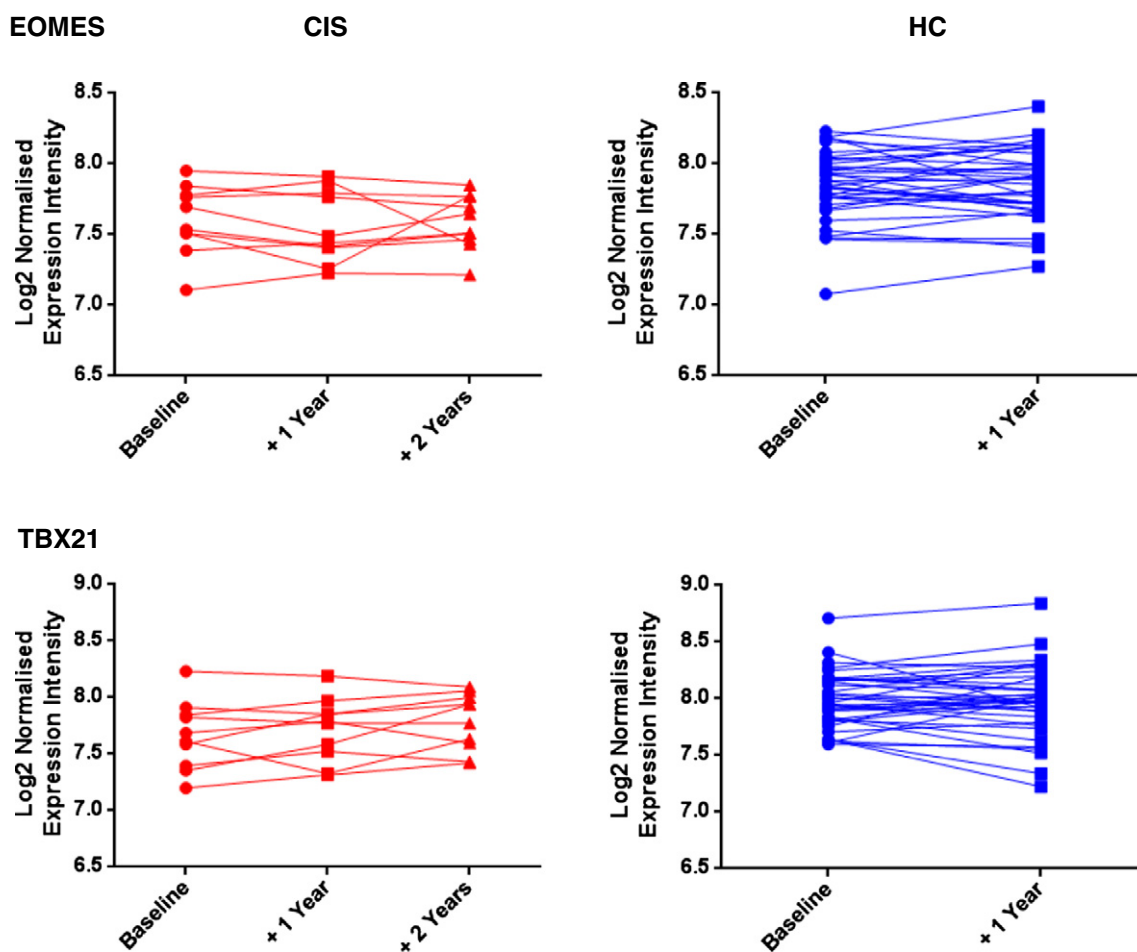 EOMES CIS HC
Log2 Normalised
Expression Intensity
8.5
8.0
7.5
7.0
6.5
Baseline
+ 1 Year
+ 2 Years
Log2 Normalised
Expression Intensity
8.5
8.0
7.5
7.0
6.5
Baseline
+ 1 Year
TBX21
Log2 Normalised
Expression Intensity
9.0
8.5
8.0
7.5
7.0
6.5
Baseline
+ 1 Year
+ 2 Years
Log2 Normalised
Expression Intensity
9.0
8.5
8.0
7.5
7.0
6.5
Baseline
+ 1 Year